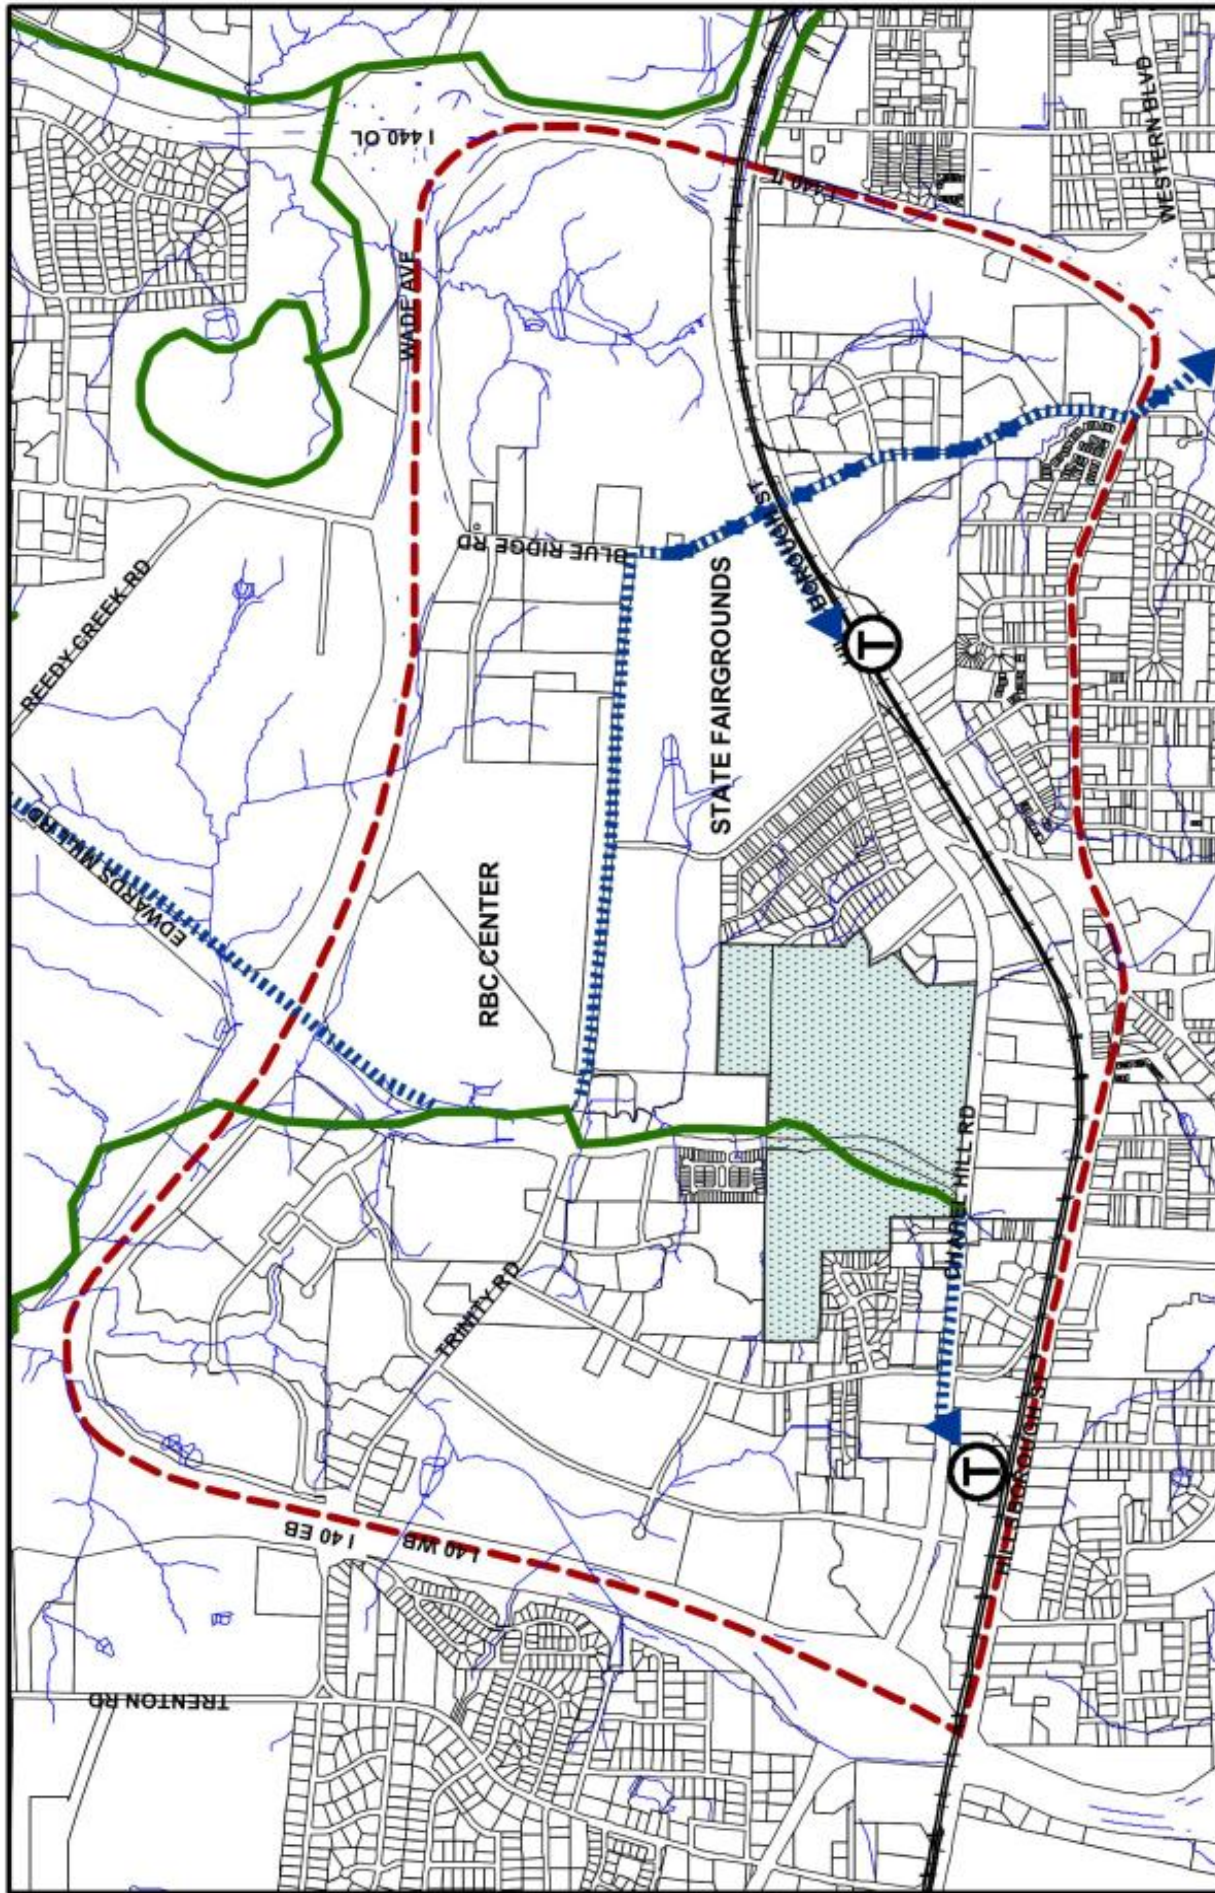 WESTERN BLVD
I 440 OL
I 440 IL
WADE AVE
REEDY CREEK RD
BLUE RIDGE RD
STATE FAIRGROUNDS
EDWARDS MILL RD
RBC CENTER
T
CHAPEL HILL RD
TRINITY RD
T
HILLSBOROUGH ST
I 40 EB
I 40 WB
TRENTON RD